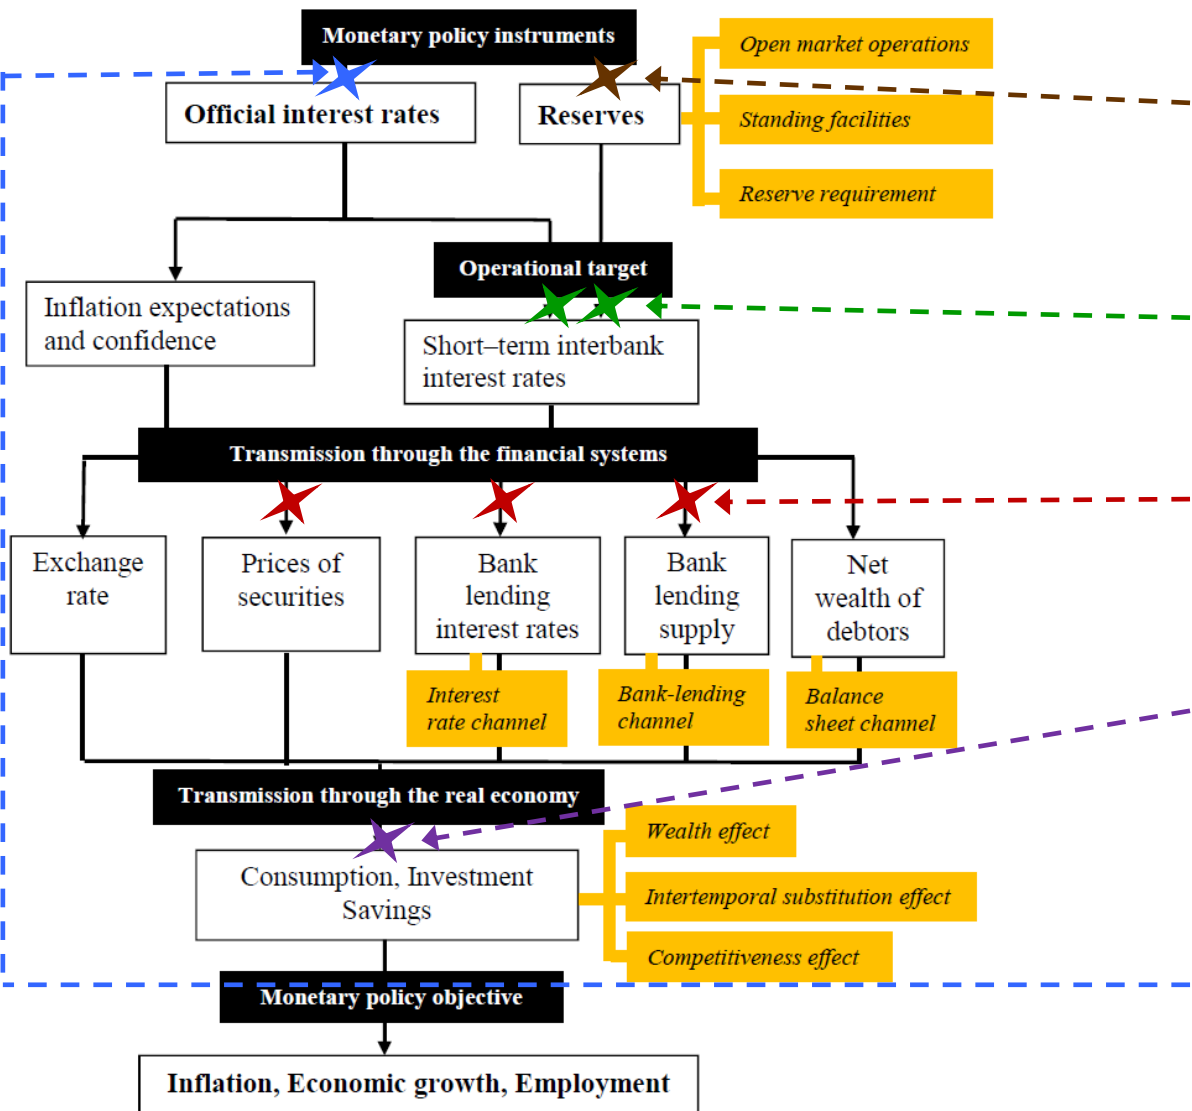 Monetary policy instruments
Open market operations
Official interest rates
Reserves
Standing facilities
Reserve requirement
Operational target
Inflation expectations
and confidence
Short–term interbank
interest rates
Transmission through the financial systems
Exchange
rate
Prices of
securities
Bank
lending
interest rates
Bank
lending
supply
Net
wealth of
debtors
Interest
rate channel
Bank-lending
channel
Balance
sheet channel
Transmission through the real economy
Wealth effect
Consumption, Investment
Savings
Intertemporal substitution effect
Competitiveness effect
Monetary policy objective
Inflation, Economic growth, Employment